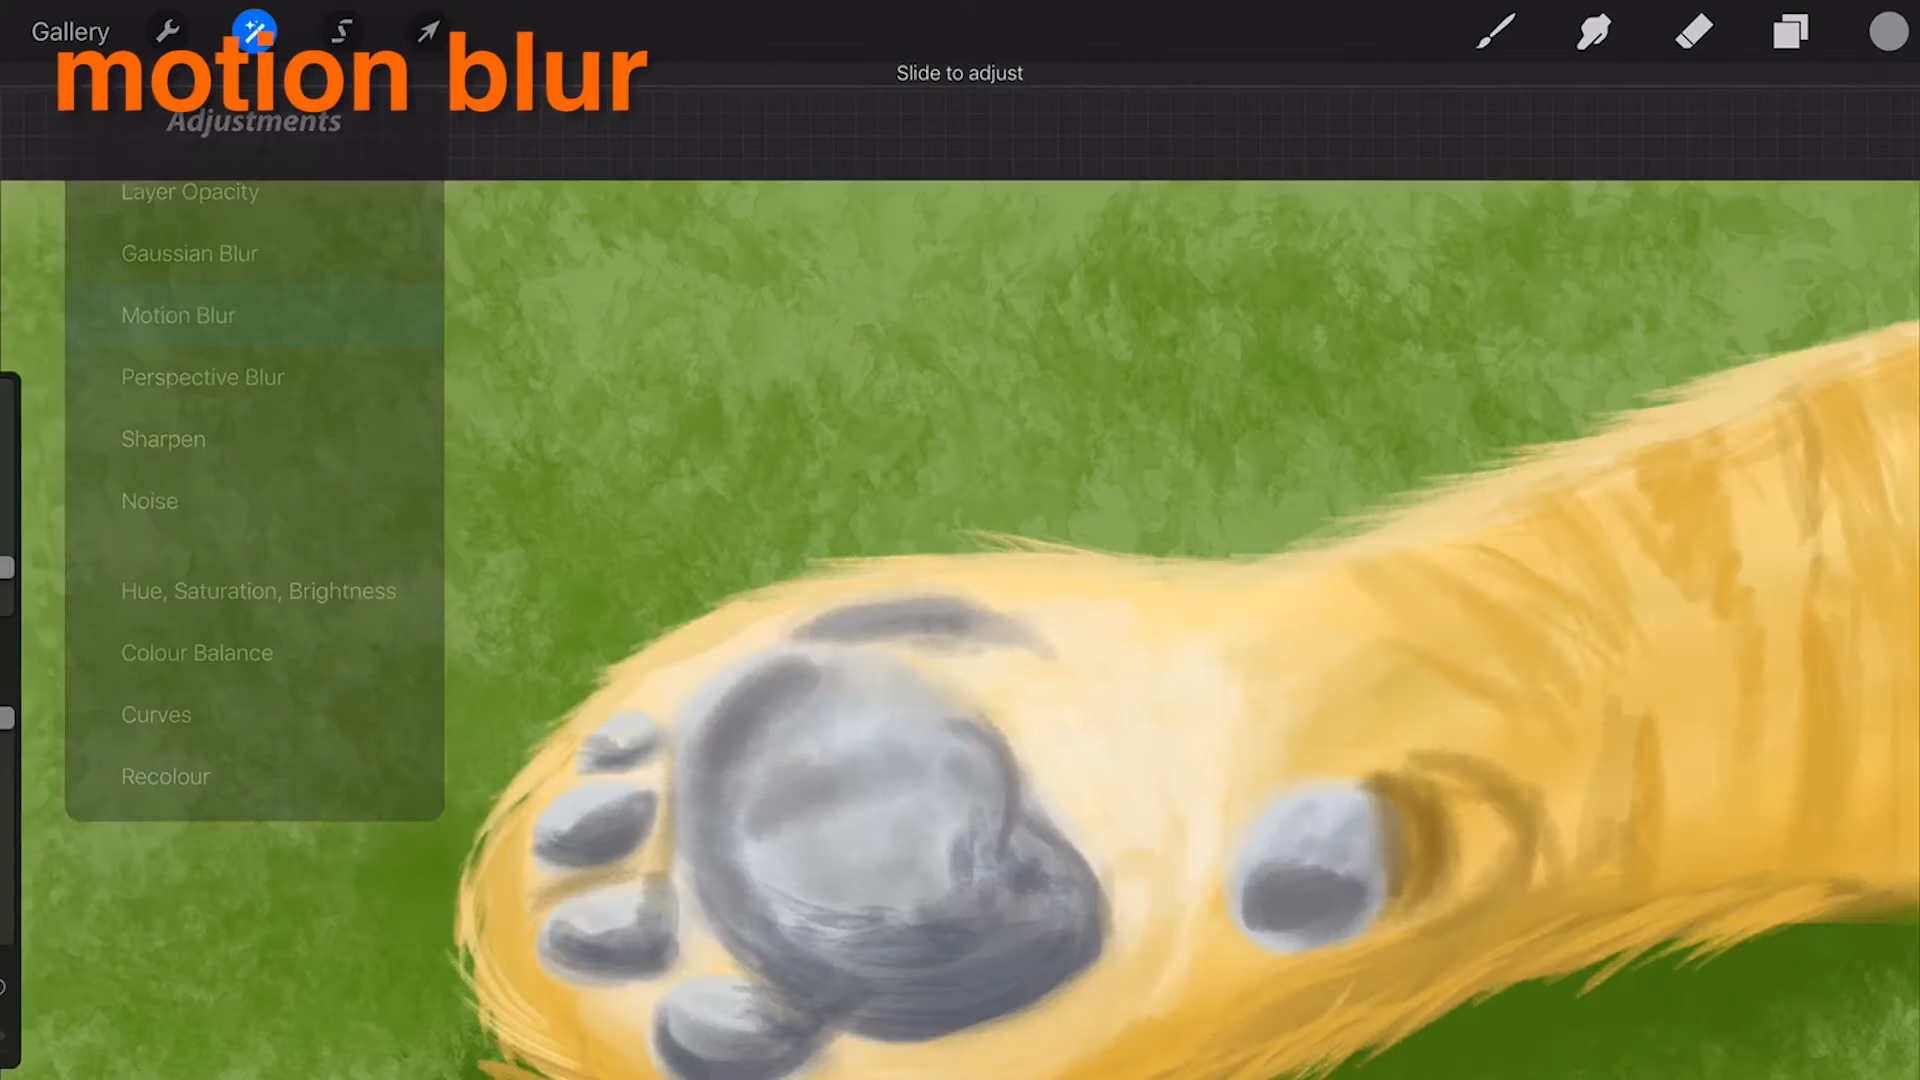 Gallery
motion blur
Slide to adjust
Adjustments
Layer Opacity
Gaussian Blur
Motion Blur
Perspective Blur
Sharpen
Noise
Hue, Saturation, Brightness
Colour Balance
Curves
Recolour